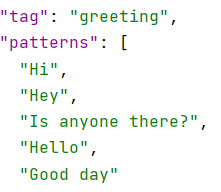 "tag": "greeting",
"patterns": [
"Hi",
"Hey",
"Is anyone there?",
"Hello",
"Good day"